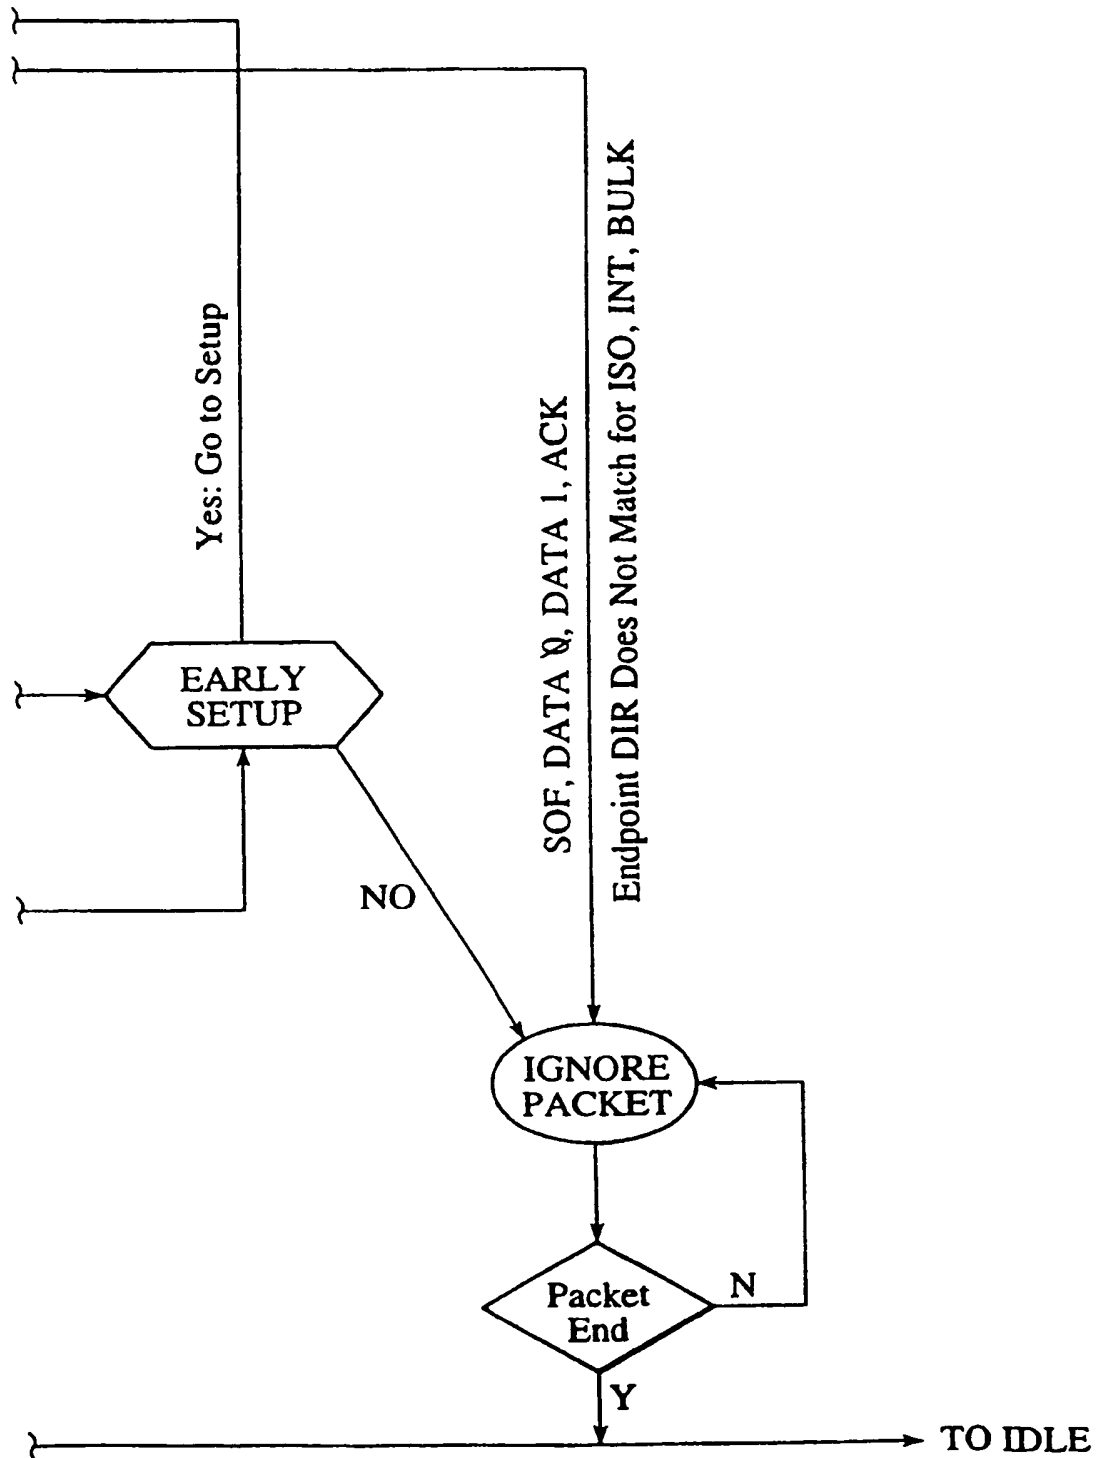 Yes: Go to Setup
SOF, DATA 0, DATA 1, ACK
Endpoint DIR Does Not Match for ISO, INT, BULK
EARLY
SETUP
NO
IGNORE
PACKET
Packet
End
N
Y
TO IDLE